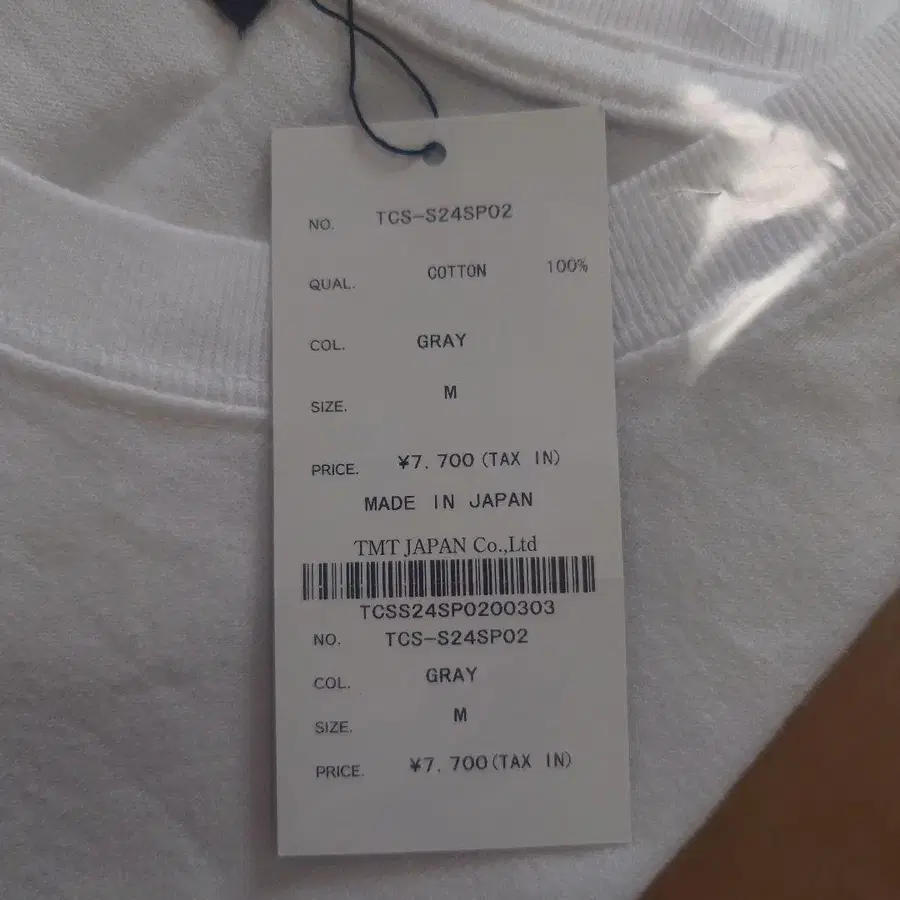 NO. TCS-S24SP02
QUAL. COTTON 100%
COL. GRAY
SIZE. M
PRICE. ¥7,700(TAX IN)
MADE IN JAPAN
TMT JAPAN Co.,Ltd
TCSS24SP0200303
NO. TCS-S24SP02
COL. GRAY
SIZE. M
PRICE. ¥7,700(TAX IN)